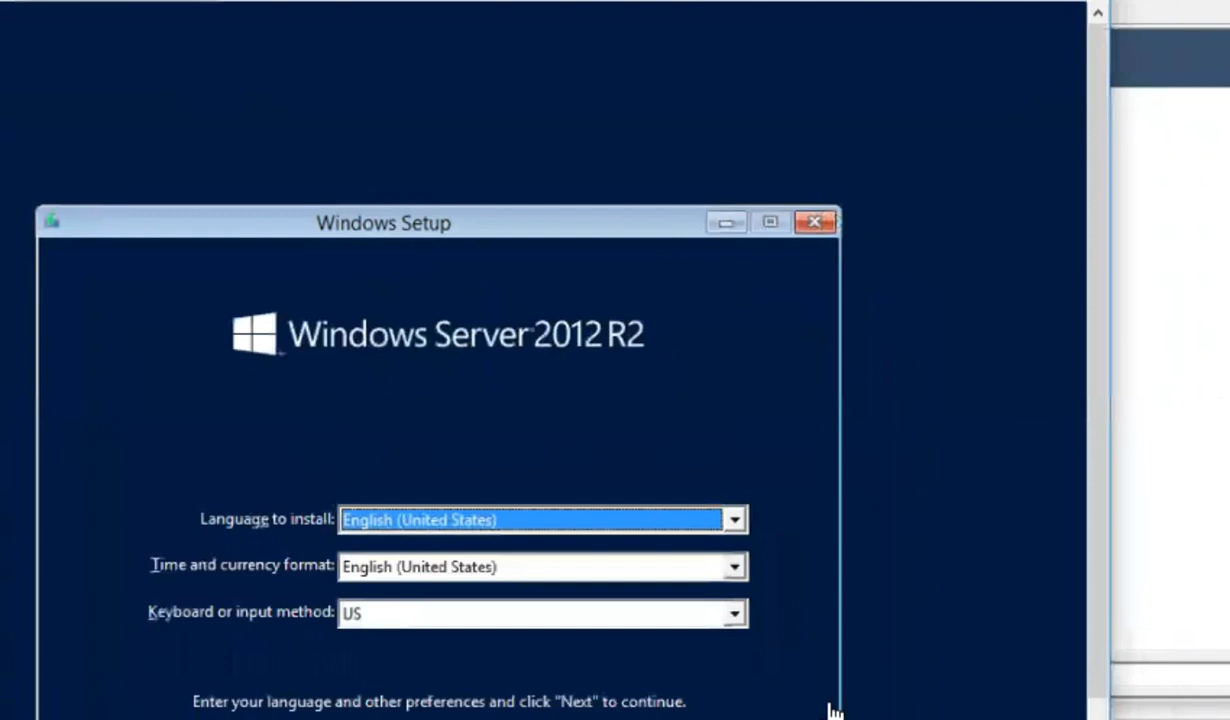 Windows Setup
Windows Server 2012 R2
Language to install: English (United States)
Time and currency format: English (United States)
Keyboard or input method: US
Enter your language and other preferences and click "Next" to continue.